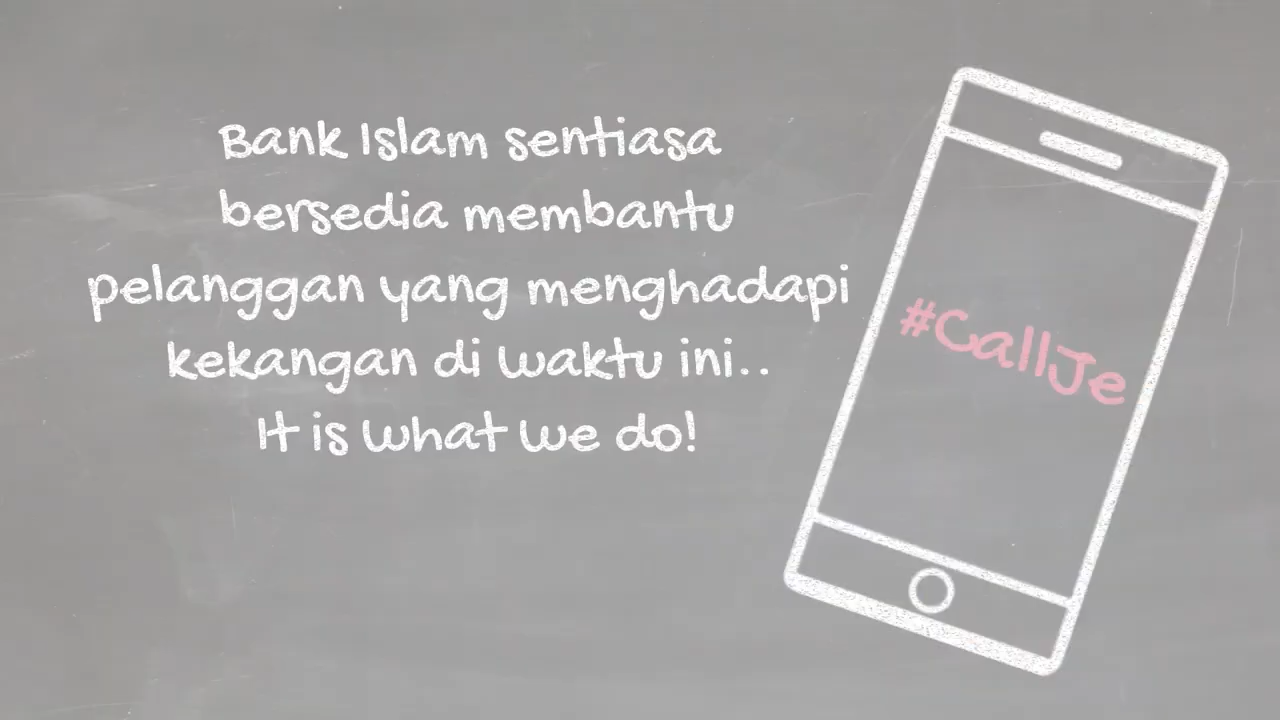 Bank Islam sentiasa
bersedia membantu
pelanggan yang menghadapi
kekangan di waktu ini..
It is what we do!
#CallJe